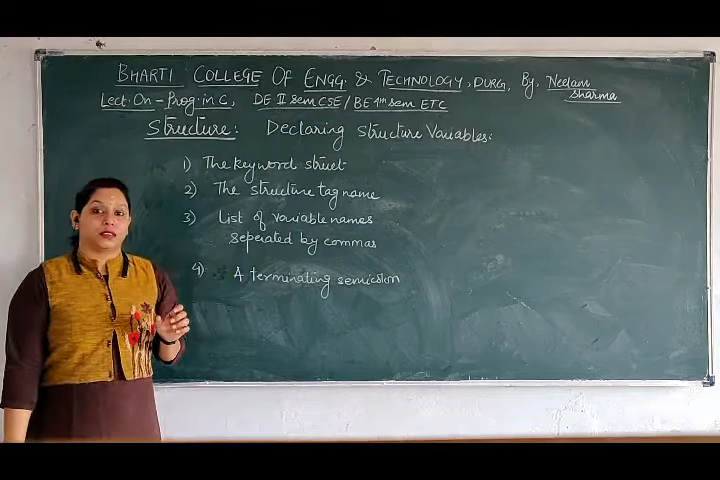 BHARTI COLLEGE OF ENGG. & TECHNOLOGY, DURG, By, Neelam Sharma
Lect. On - Prog. in C, DE II sem CSE / BE 4th sem ETC
Structure: Declaring Structure Variables:
1) The keyword struct
2) The structure tag name
3) List of variable names
seperated by commas
4) A terminating semicolon